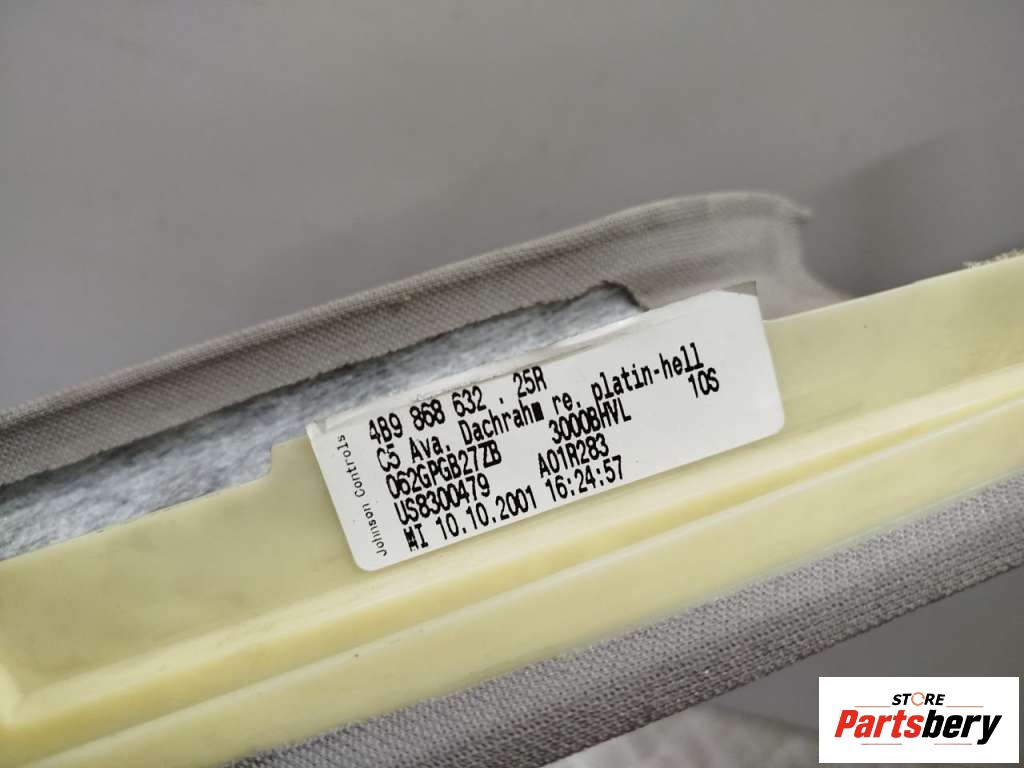 4B9 868 632 . 25R
C5 Ava. Dachrahm re. platin-hell
062GPGB27ZB 3000BHVL 10S
US8300479 A01R283
MI 10.10.2001 16:24:57
Johnson Controls
STORE
Partsbery